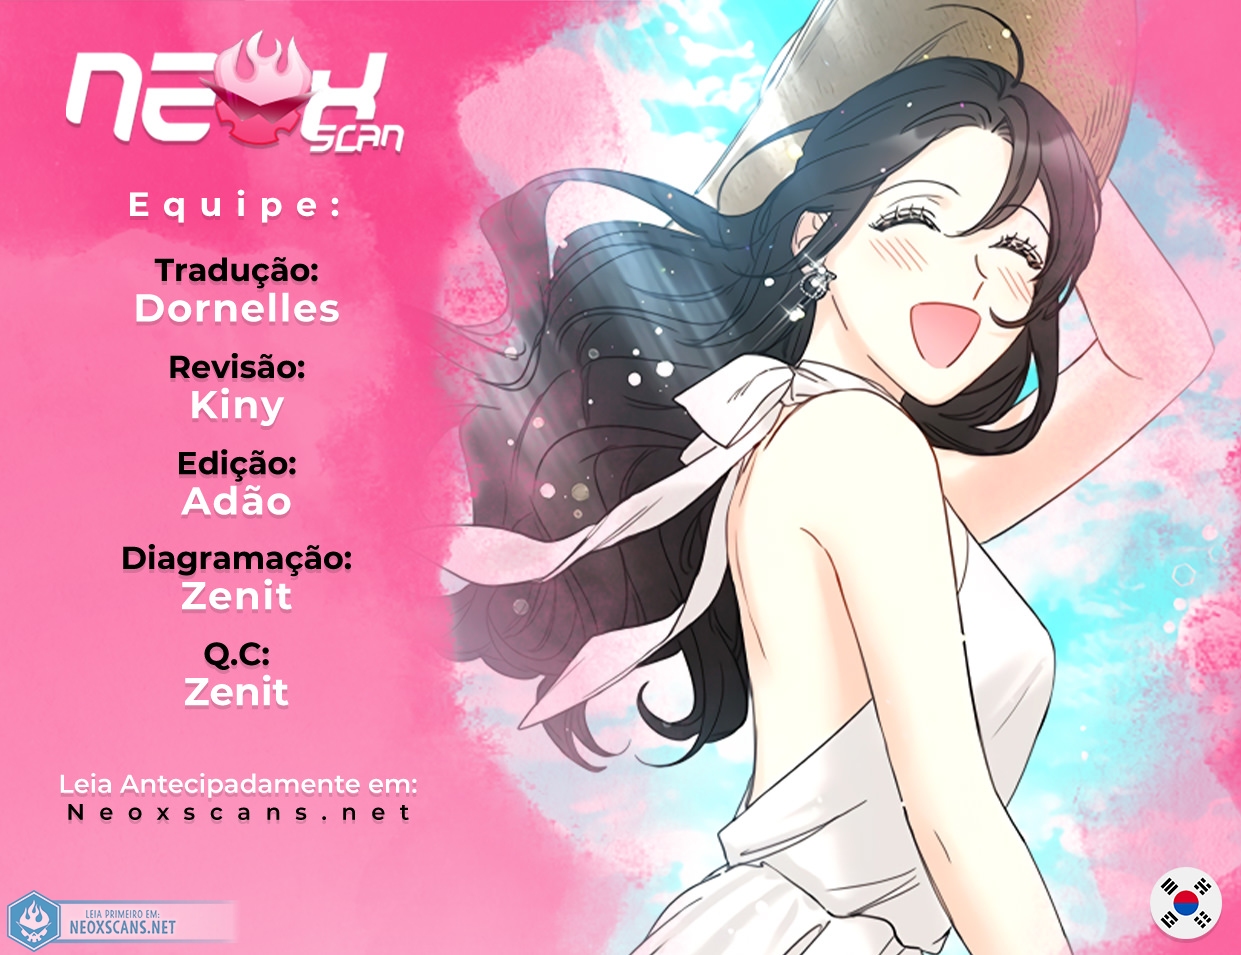 NEOX
SCAN
Equipe:
Tradução:
Dornelles
Revisão:
Kiny
Edição:
Adão
Diagramação:
Zenit
Q.C:
Zenit
Leia Antecipadamente em:
Neoxscans.net
LEIA PRIMEIRO EM:
NEOXSCANS.NET